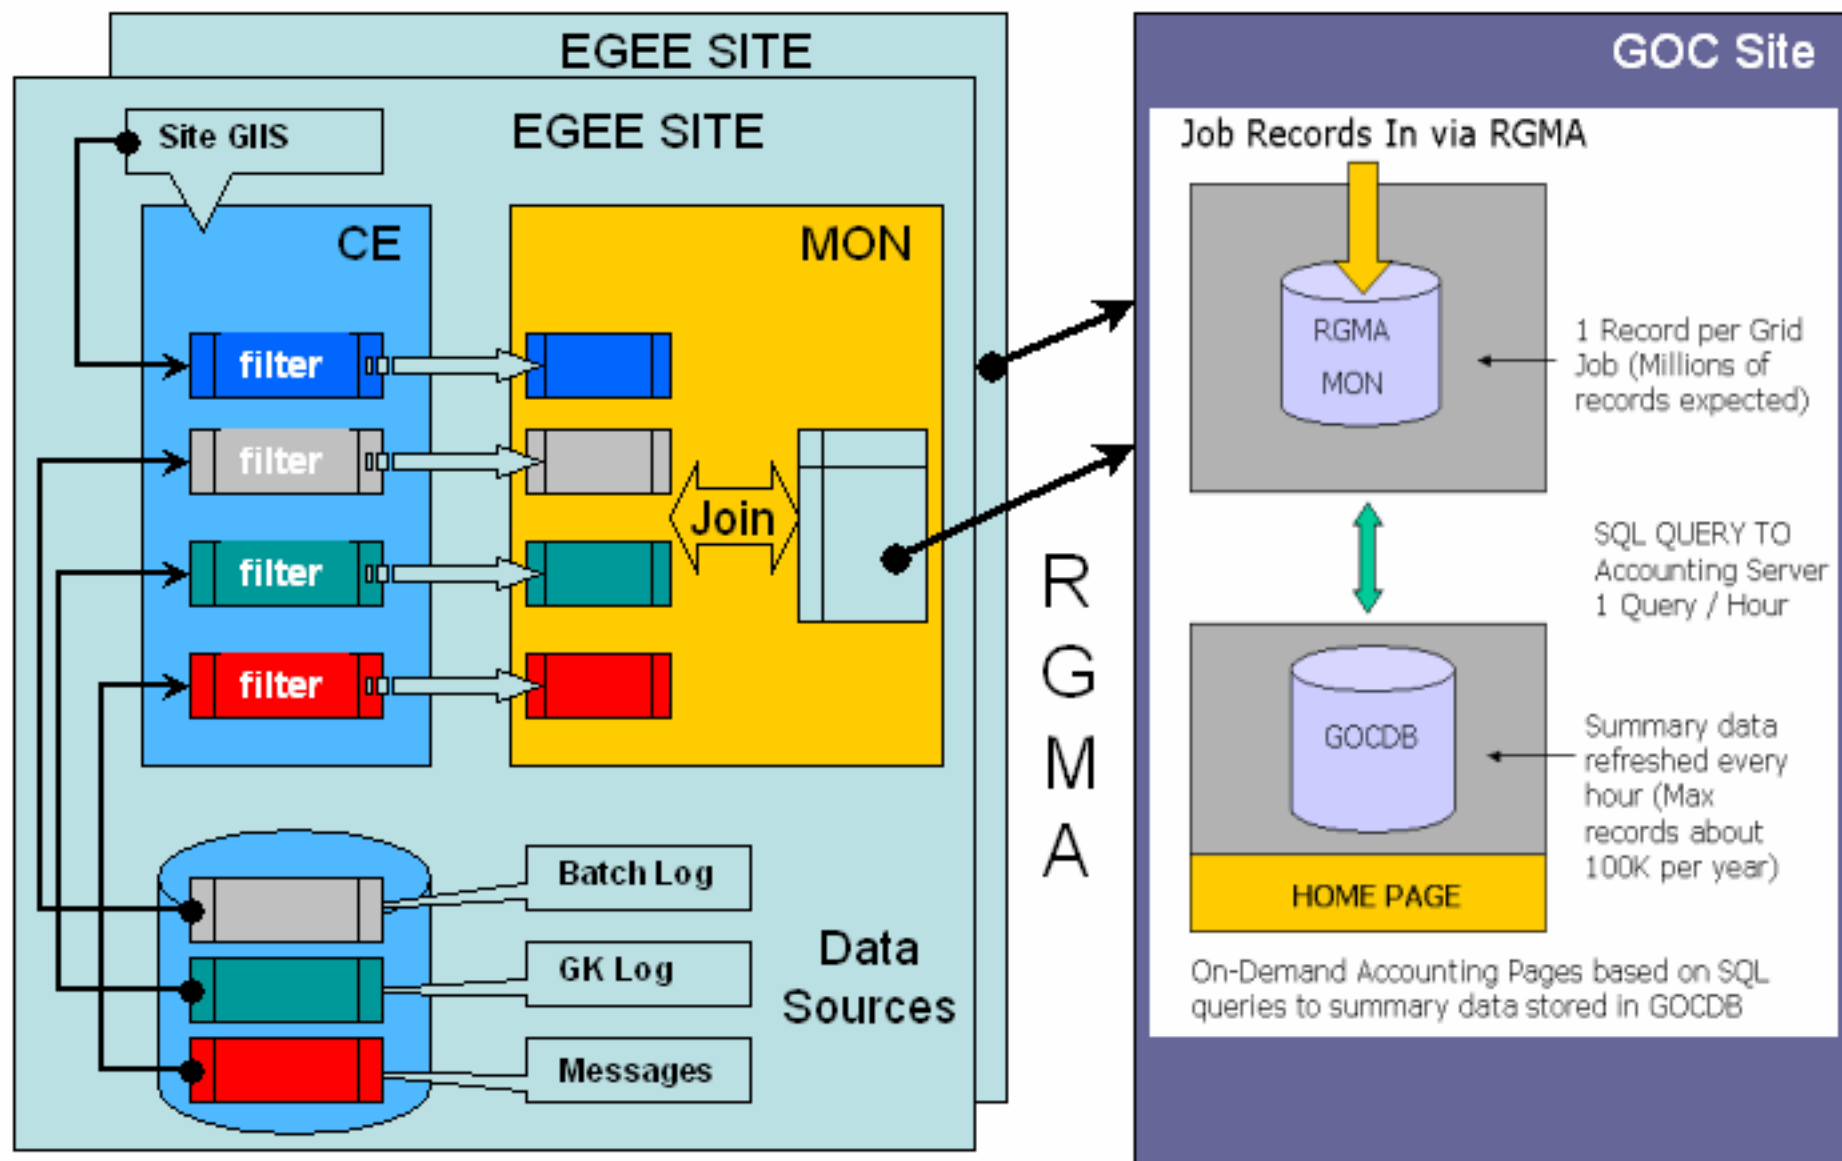 EGEE SITE
EGEE SITE
Site GIIS
CE
MON
filter
filter
filter
filter
Join
Batch Log
GK Log
Messages
Data
Sources
R
G
M
A
GOC Site
Job Records In via RGMA
RGMA
MON
1 Record per Grid
Job (Millions of
records expected)
SQL QUERY TO
Accounting Server
1 Query / Hour
GOCDB
Summary data
refreshed every
hour (Max
records about
100K per year)
HOME PAGE
On-Demand Accounting Pages based on SQL
queries to summary data stored in GOCDB